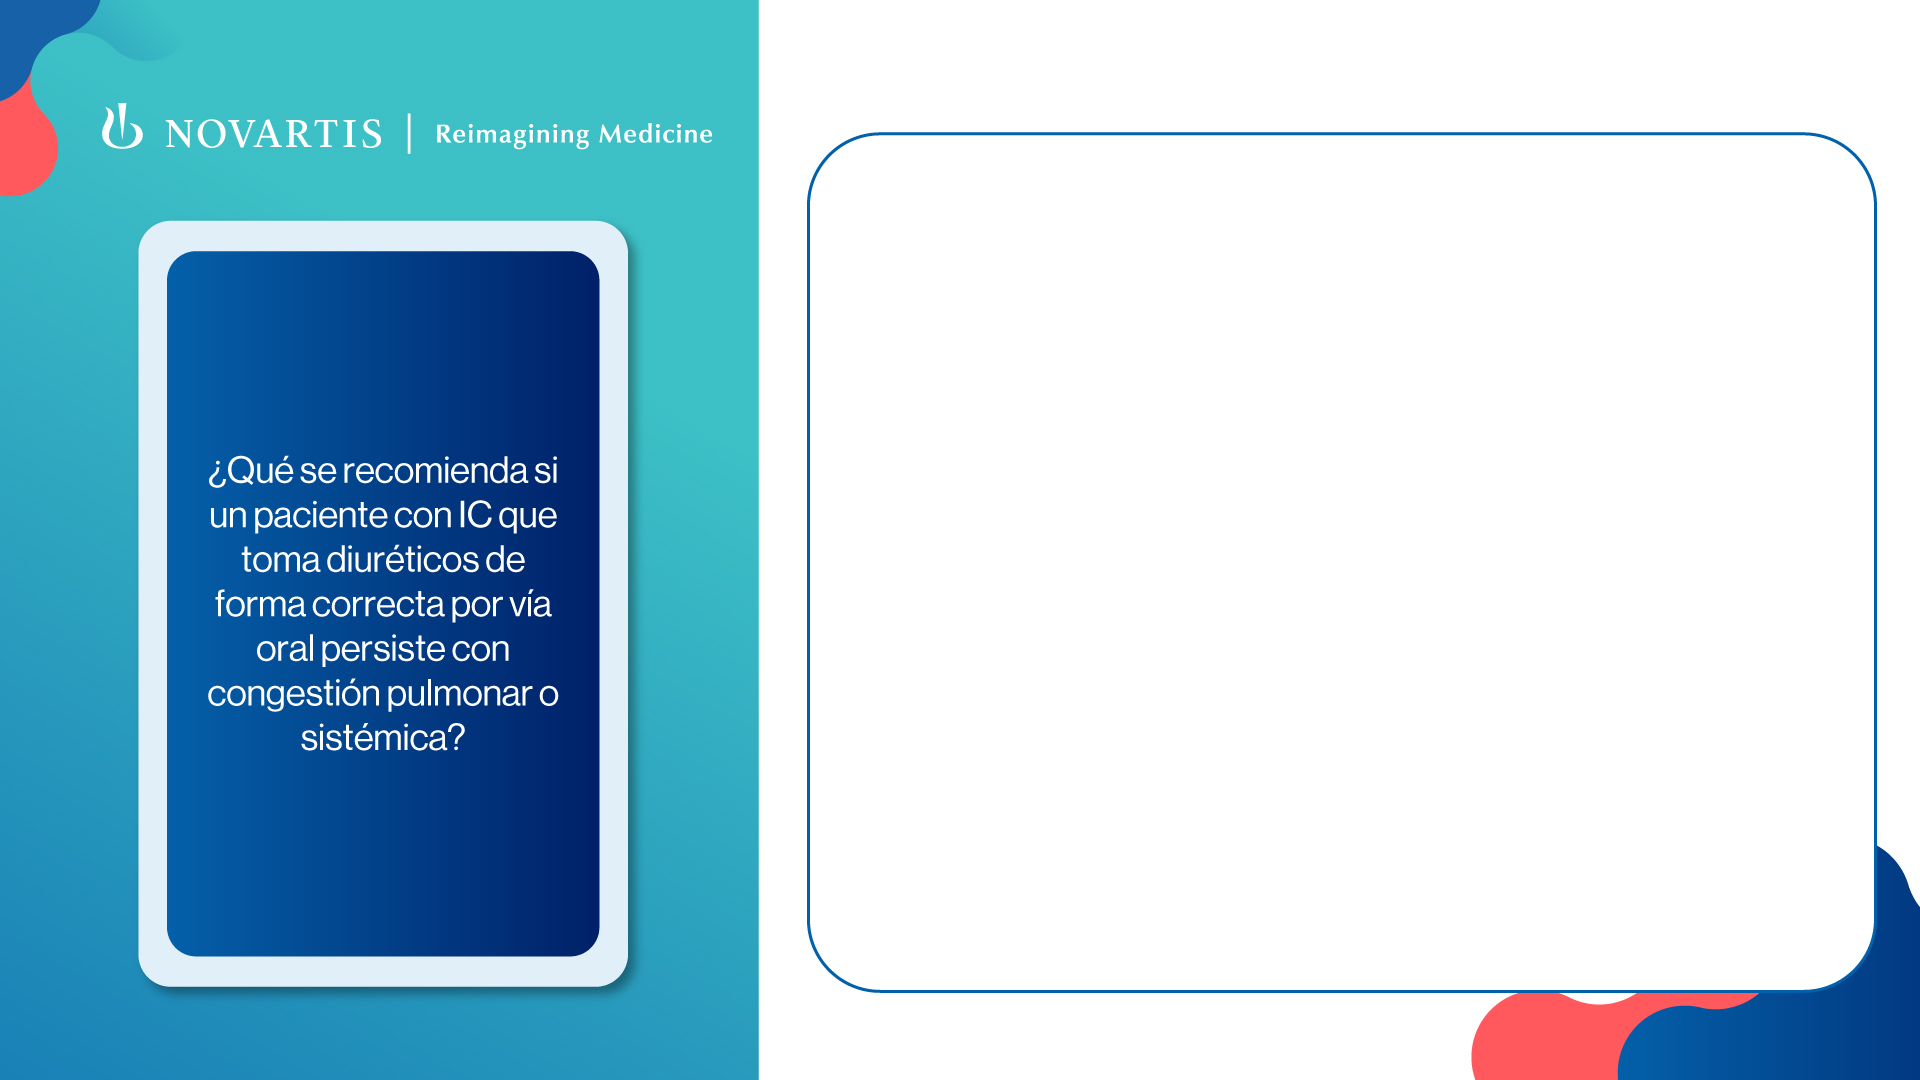 NOVARTIS | Reimagining Medicine
¿Qué se recomienda si
un paciente con IC que
toma diuréticos de
forma correcta por vía
oral persiste con
congestión pulmonar o
sistémica?